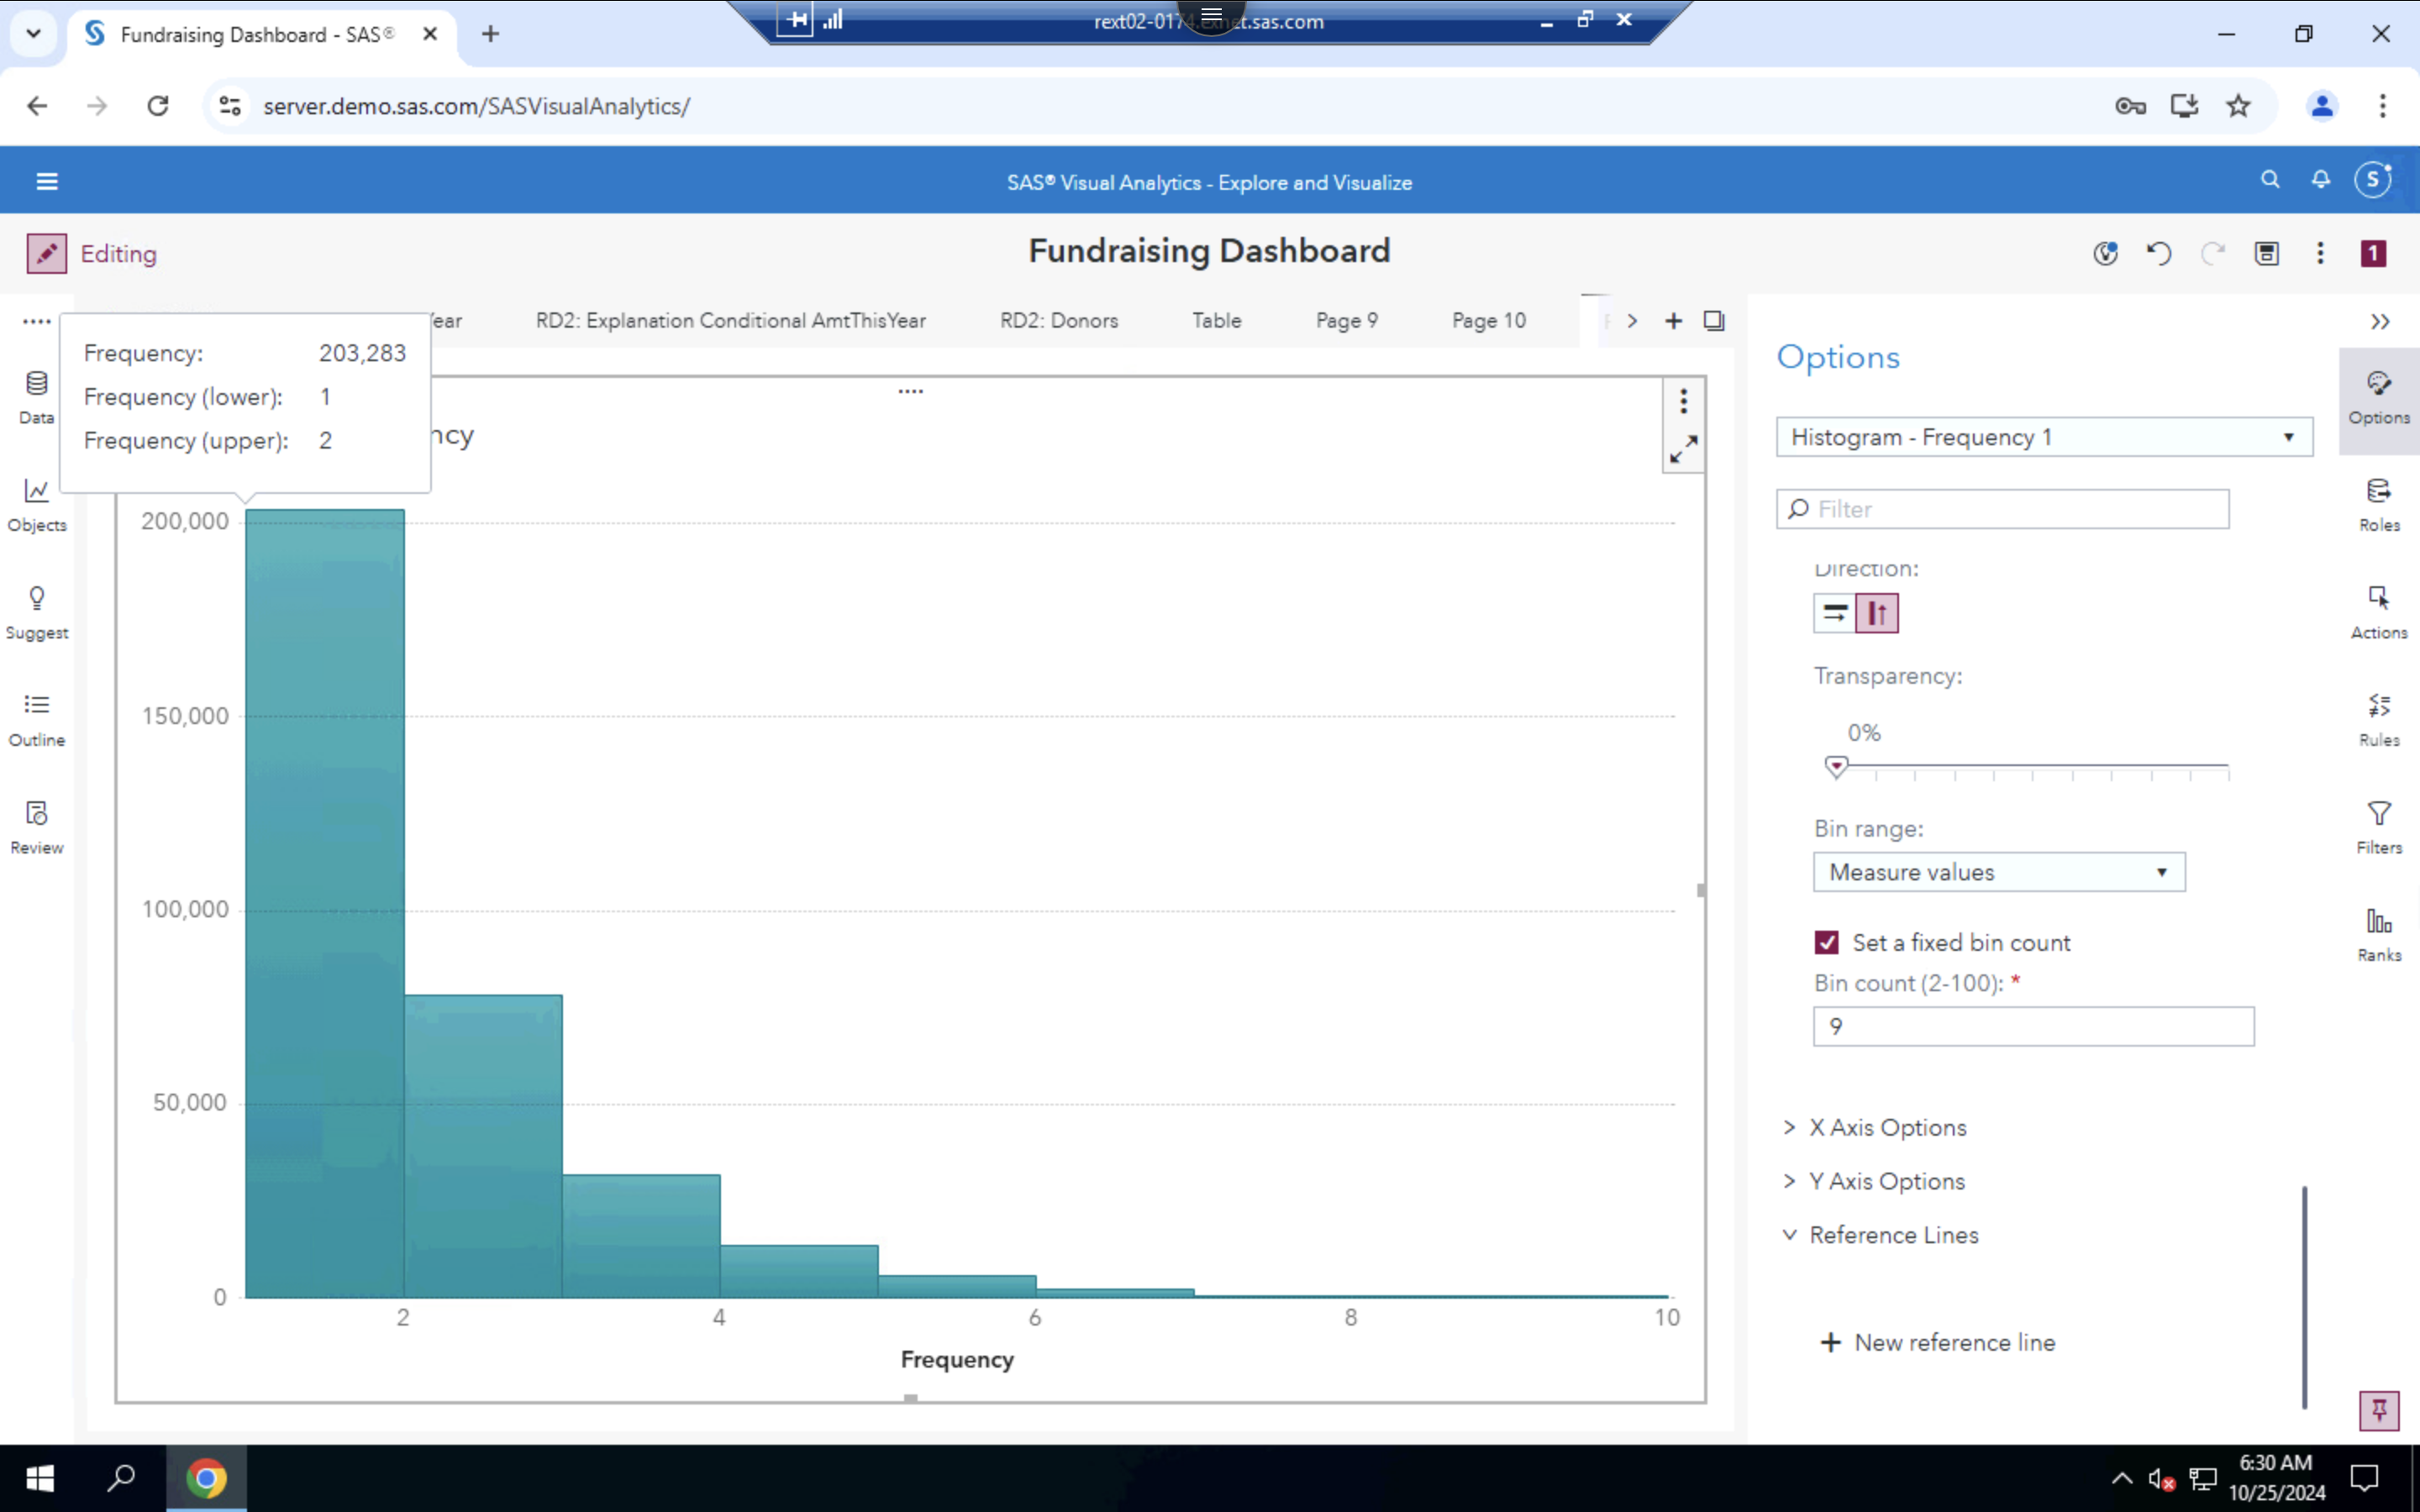 Fundraising Dashboard - SAS®
rext02-0174.exnet.sas.com
server.demo.sas.com/SASVisualAnalytics/
SAS® Visual Analytics - Explore and Visualize
S
Editing
Fundraising Dashboard
1
Year
RD2: Explanation Conditional AmtThisYear
RD2: Donors
Table
Page 9
Page 10
Frequency: 203,283
Frequency (lower): 1
Frequency (upper): 2
ncy
Data
Objects
Suggest
Outline
Review
200,000
150,000
100,000
50,000
0
2 4 6 8 10
Frequency
Options
Histogram - Frequency 1
Filter
Direction:
Transparency:
0%
Bin range:
Measure values
Set a fixed bin count
Bin count (2-100): *
9
X Axis Options
Y Axis Options
Reference Lines
New reference line
Options
Roles
Actions
Rules
Filters
Ranks
6:30 AM
10/25/2024